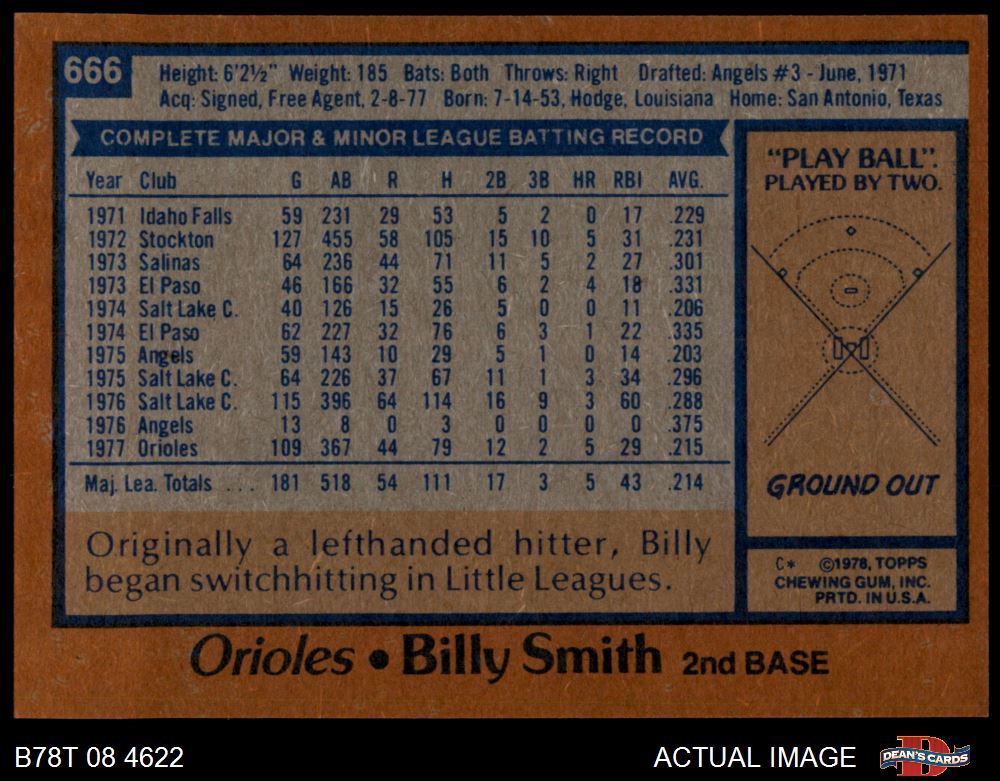 666
Height: 6'2½" Weight: 185 Bats: Both Throws: Right Drafted: Angels #3 - June, 1971
Acq: Signed, Free Agent, 2-8-77 Born: 7-14-53, Hodge, Louisiana Home: San Antonio, Texas
COMPLETE MAJOR & MINOR LEAGUE BATTING RECORD
Year Club G AB R H 2B 3B HR RBI AVG.
1971 Idaho Falls 59 231 29 53 5 2 0 17 .229
1972 Stockton 127 455 58 105 15 10 5 31 .231
1973 Salinas 64 236 44 71 11 5 2 27 .301
1973 El Paso 46 166 32 55 6 2 4 18 .331
1974 Salt Lake C. 40 126 15 26 5 0 0 11 .206
1974 El Paso 62 227 32 76 6 3 1 22 .335
1975 Angels 59 143 10 29 5 1 0 14 .203
1975 Salt Lake C. 64 226 37 67 11 1 3 34 .296
1976 Salt Lake C. 115 396 64 114 16 9 3 60 .288
1976 Angels 13 8 0 3 0 0 0 0 .375
1977 Orioles 109 367 44 79 12 2 5 29 .215
Maj. Lea. Totals ... 181 518 54 111 17 3 5 43 .214
Originally a lefthanded hitter, Billy
began switchhitting in Little Leagues.
"PLAY BALL".
PLAYED BY TWO.
GROUND OUT
C* ©1978, TOPPS
CHEWING GUM, INC.
PRTD. IN U.S.A.
Orioles • Billy Smith 2nd BASE
B78T 08 4622
ACTUAL IMAGE
D
DEAN'S CARDS